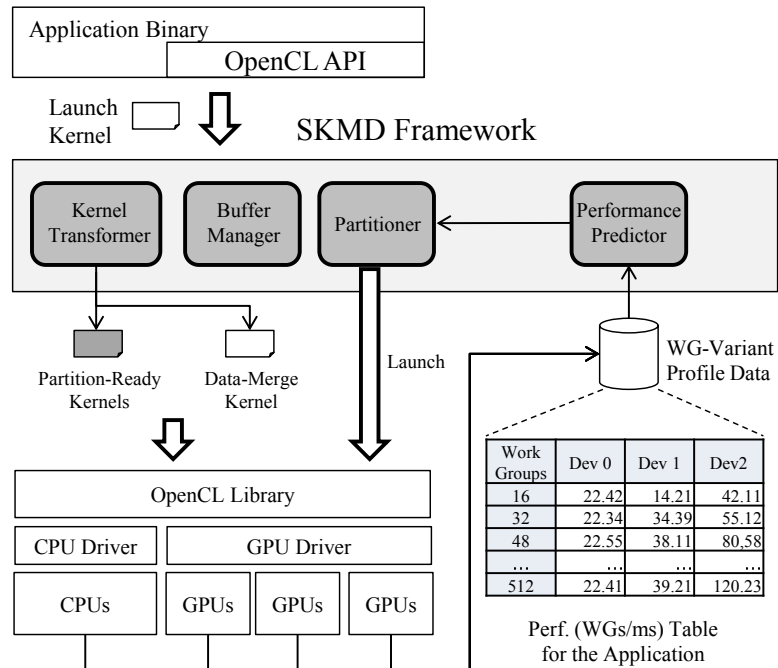 Application Binary
OpenCL API
Launch
Kernel
SKMD Framework
Kernel
Transformer
Buffer
Manager
Partitioner
Performance
Predictor
Partition-Ready
Kernels
Data-Merge
Kernel
Launch
WG-Variant
Profile Data
Work
Groups Dev 0 Dev 1 Dev2
16 22.42 14.21 42.11
32 22.34 34.39 55.12
48 22.55 38.11 80,58
... ... ... ...
512 22.41 39.21 120.23
Perf. (WGs/ms) Table
for the Application
OpenCL Library
CPU Driver GPU Driver
CPUs GPUs GPUs GPUs